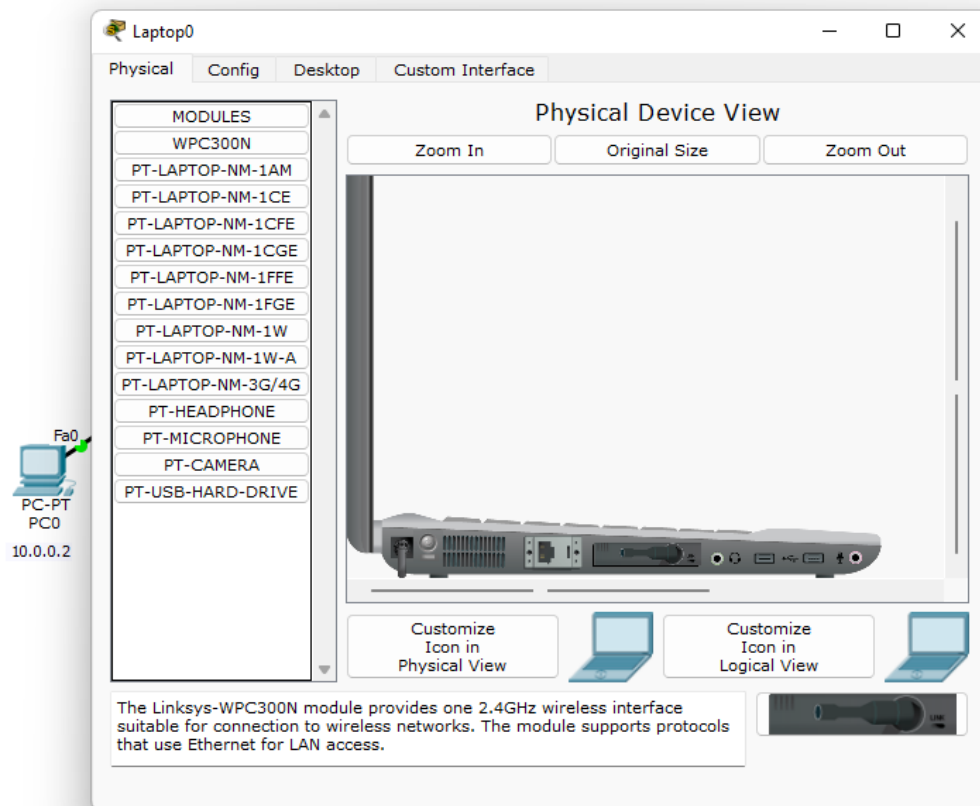 Laptop0
Physical
Config
Desktop
Custom Interface
MODULES
WPC300N
PT-LAPTOP-NM-1AM
PT-LAPTOP-NM-1CE
PT-LAPTOP-NM-1CFE
PT-LAPTOP-NM-1CGE
PT-LAPTOP-NM-1FFE
PT-LAPTOP-NM-1FGE
PT-LAPTOP-NM-1W
PT-LAPTOP-NM-1W-A
PT-LAPTOP-NM-3G/4G
PT-HEADPHONE
PT-MICROPHONE
PT-CAMERA
PT-USB-HARD-DRIVE
Physical Device View
Zoom In
Original Size
Zoom Out
Fa0
PC-PT
PC0
10.0.0.2
Customize
Icon in
Physical View
Customize
Icon in
Logical View
The Linksys-WPC300N module provides one 2.4GHz wireless interface
suitable for connection to wireless networks. The module supports protocols
that use Ethernet for LAN access.
LINK